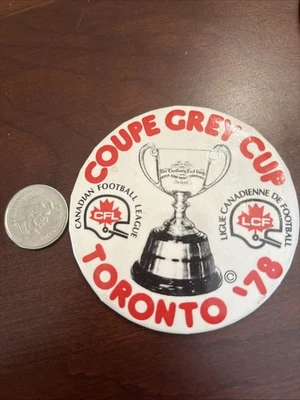 COUPE GREY CUP
CANADIAN FOOTBALL LEAGUE
CFL
LIGUE CANADIENNE DE FOOTBALL
LCF
©
TORONTO '78